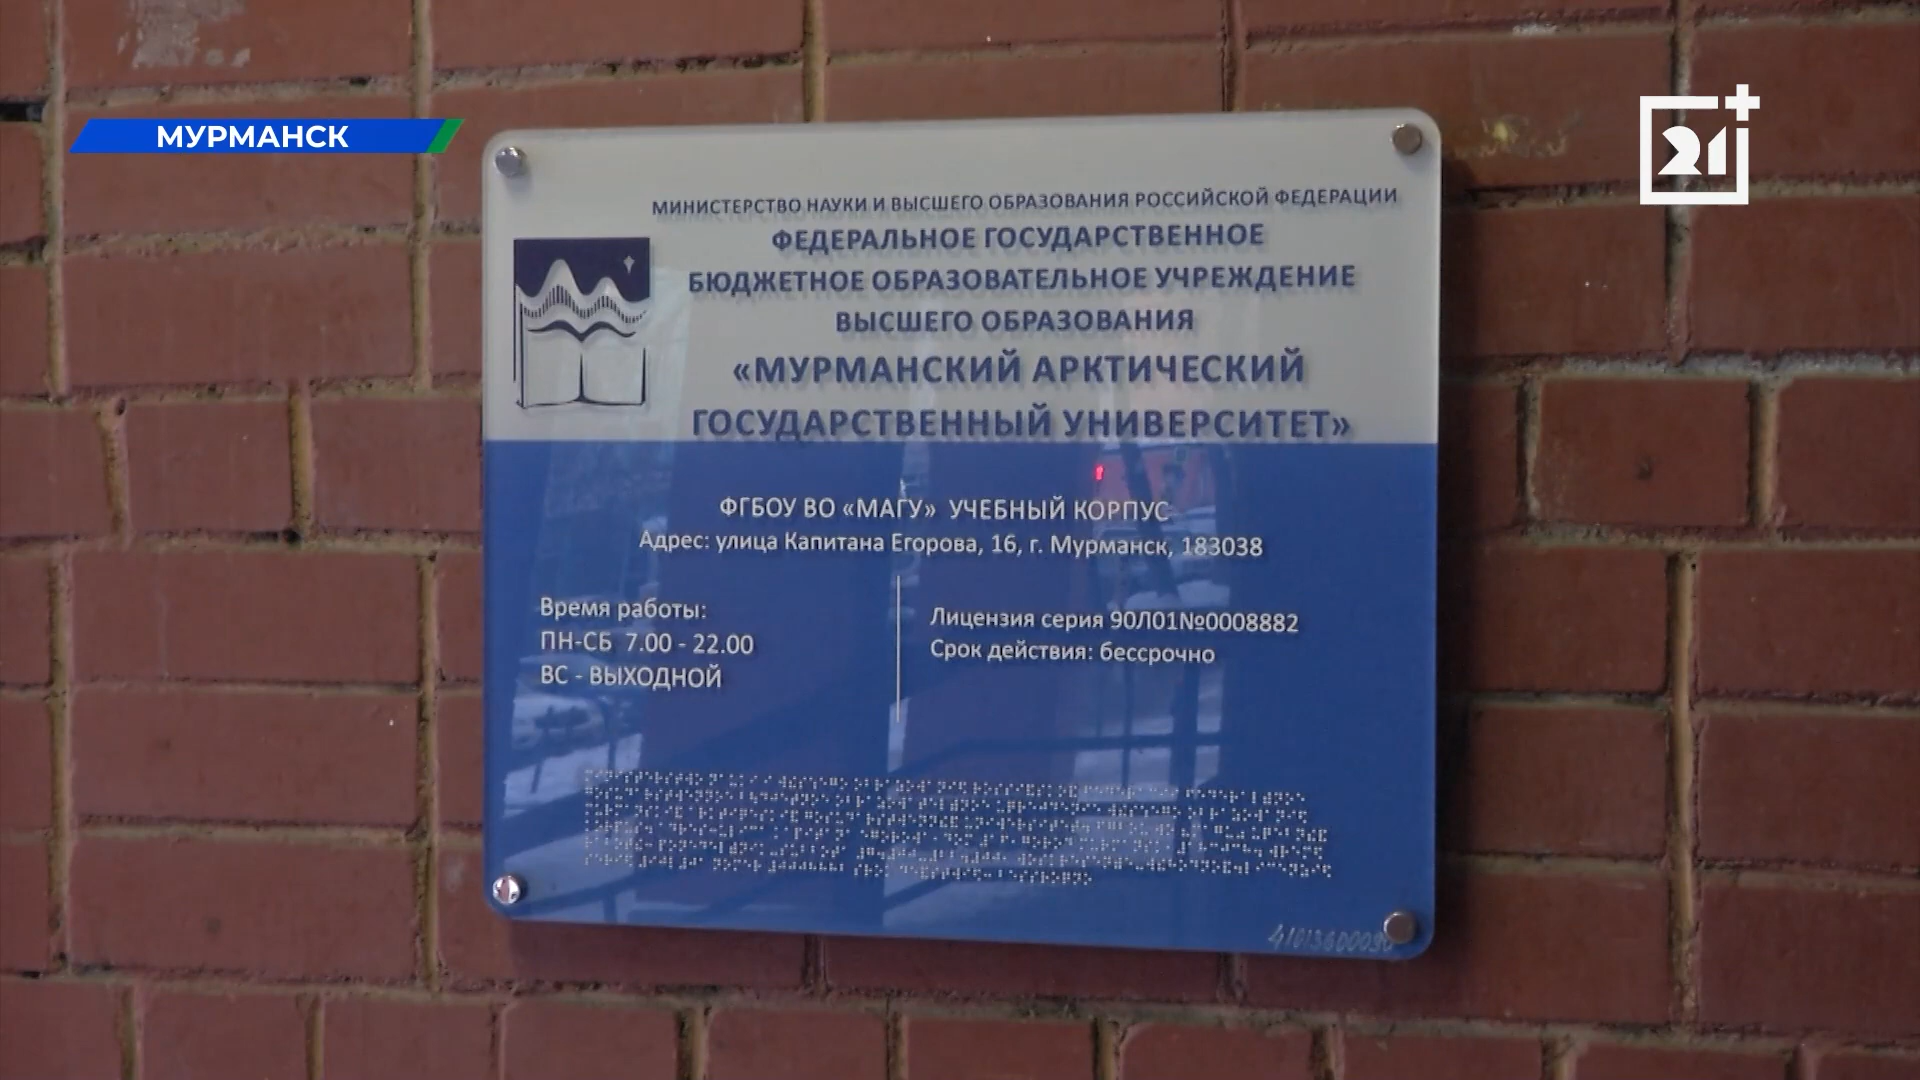 МУРМАНСК
21+
МИНИСТЕРСТВО НАУКИ И ВЫСШЕГО ОБРАЗОВАНИЯ РОССИЙСКОЙ ФЕДЕРАЦИИ
ФЕДЕРАЛЬНОЕ ГОСУДАРСТВЕННОЕ
БЮДЖЕТНОЕ ОБРАЗОВАТЕЛЬНОЕ УЧРЕЖДЕНИЕ
ВЫСШЕГО ОБРАЗОВАНИЯ
«МУРМАНСКИЙ АРКТИЧЕСКИЙ
ГОСУДАРСТВЕННЫЙ УНИВЕРСИТЕТ»
ФГБОУ ВО «МАГУ» УЧЕБНЫЙ КОРПУС
Адрес: улица Капитана Егорова, 16, г. Мурманск, 183038
Время работы:
ПН-СБ 7.00 - 22.00
ВС - ВЫХОДНОЙ
Лицензия серия 90Л01№0008882
Срок действия: бессрочно